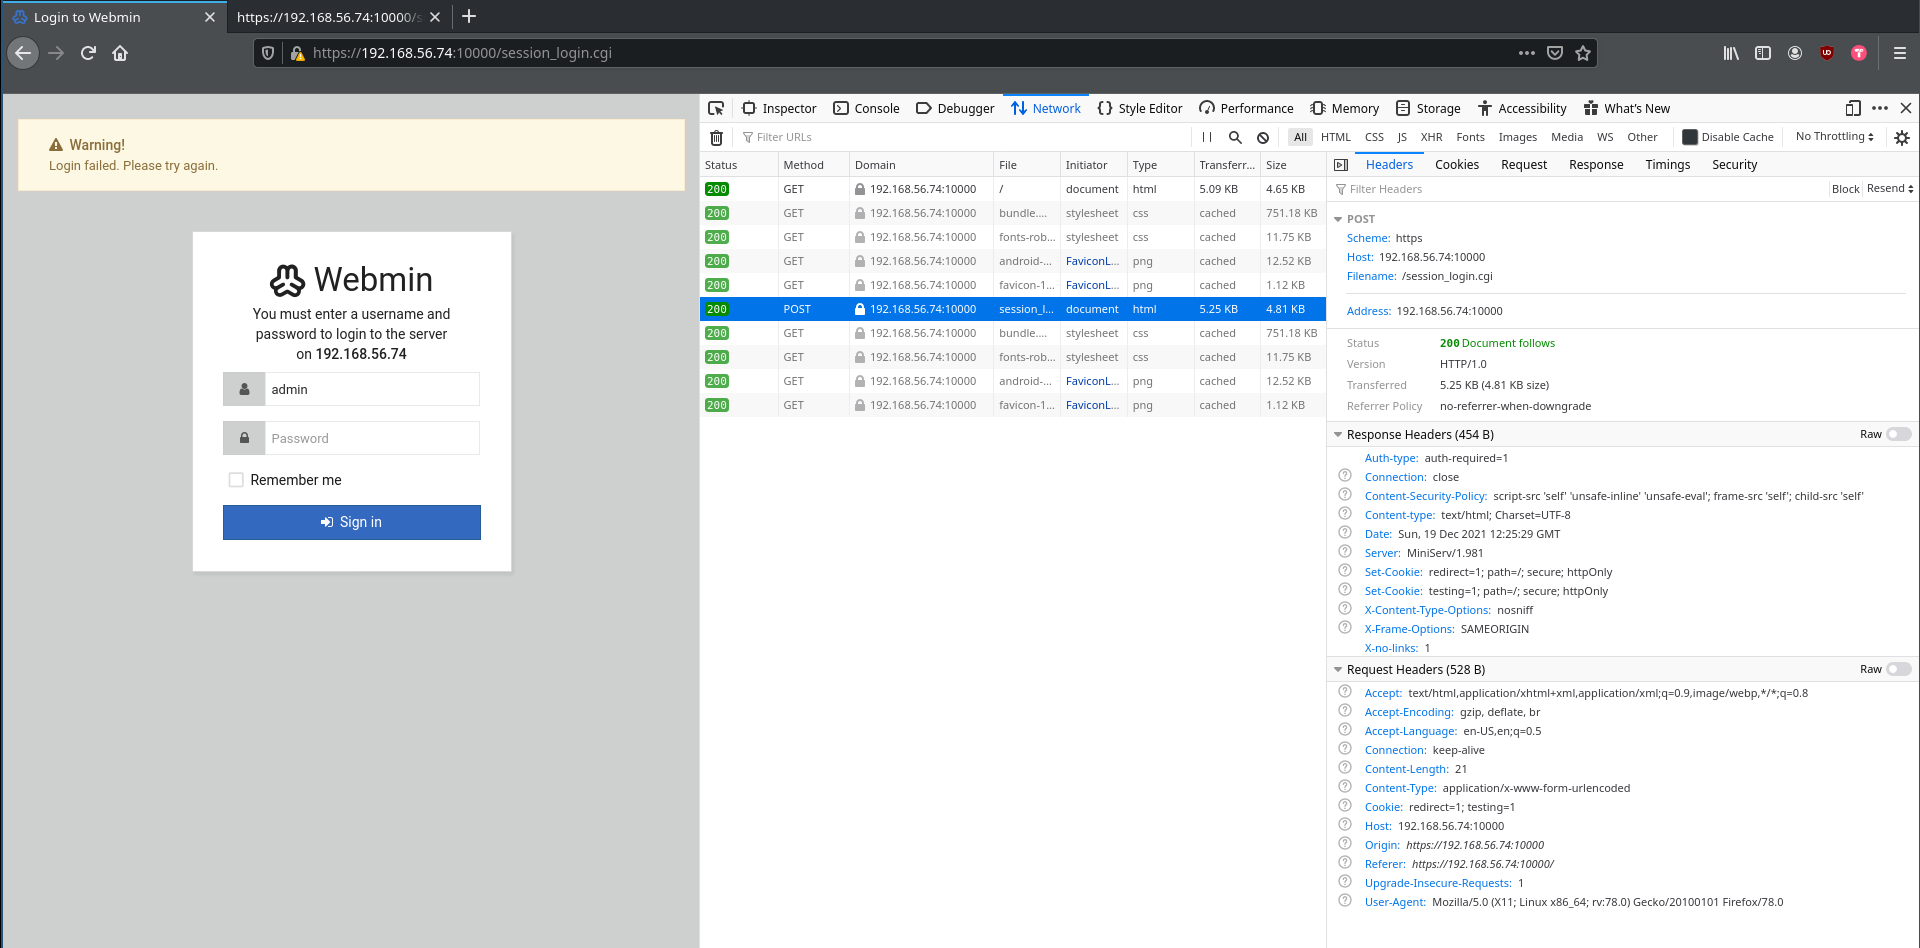 Login to Webmin
https://192.168.56.74:10000/s
https://192.168.56.74:10000/session_login.cgi
Warning!
Login failed. Please try again.
Webmin
You must enter a username and
password to login to the server
on 192.168.56.74
admin
Password
Remember me
Sign in
Inspector Console Debugger Network Style Editor Performance Memory Storage Accessibility What's New
Filter URLs All HTML CSS JS XHR Fonts Images Media WS Other Disable Cache No Throttling
Status Method Domain File Initiator Type Transferr... Size
200 GET 192.168.56.74:10000 / document html 5.09 KB 4.65 KB
200 GET 192.168.56.74:10000 bundle.... stylesheet css cached 751.18 KB
200 GET 192.168.56.74:10000 fonts-rob... stylesheet css cached 11.75 KB
200 GET 192.168.56.74:10000 android-... FaviconL... png cached 12.52 KB
200 GET 192.168.56.74:10000 favicon-1... FaviconL... png cached 1.12 KB
200 POST 192.168.56.74:10000 session_l... document html 5.25 KB 4.81 KB
200 GET 192.168.56.74:10000 bundle.... stylesheet css cached 751.18 KB
200 GET 192.168.56.74:10000 fonts-rob... stylesheet css cached 11.75 KB
200 GET 192.168.56.74:10000 android-... FaviconL... png cached 12.52 KB
200 GET 192.168.56.74:10000 favicon-1... FaviconL... png cached 1.12 KB
Headers Cookies Request Response Timings Security
Filter Headers Block Resend
POST
Scheme: https
Host: 192.168.56.74:10000
Filename: /session_login.cgi
Address: 192.168.56.74:10000
Status 200 Document follows
Version HTTP/1.0
Transferred 5.25 KB (4.81 KB size)
Referrer Policy no-referrer-when-downgrade
Response Headers (454 B) Raw
Auth-type: auth-required=1
Connection: close
Content-Security-Policy: script-src 'self' 'unsafe-inline' 'unsafe-eval'; frame-src 'self'; child-src 'self'
Content-type: text/html; Charset=UTF-8
Date: Sun, 19 Dec 2021 12:25:29 GMT
Server: MiniServ/1.981
Set-Cookie: redirect=1; path=/; secure; httpOnly
Set-Cookie: testing=1; path=/; secure; httpOnly
X-Content-Type-Options: nosniff
X-Frame-Options: SAMEORIGIN
X-no-links: 1
Request Headers (528 B) Raw
Accept: text/html,application/xhtml+xml,application/xml;q=0.9,image/webp,*/*;q=0.8
Accept-Encoding: gzip, deflate, br
Accept-Language: en-US,en;q=0.5
Connection: keep-alive
Content-Length: 21
Content-Type: application/x-www-form-urlencoded
Cookie: redirect=1; testing=1
Host: 192.168.56.74:10000
Origin: https://192.168.56.74:10000
Referer: https://192.168.56.74:10000/
Upgrade-Insecure-Requests: 1
User-Agent: Mozilla/5.0 (X11; Linux x86_64; rv:78.0) Gecko/20100101 Firefox/78.0